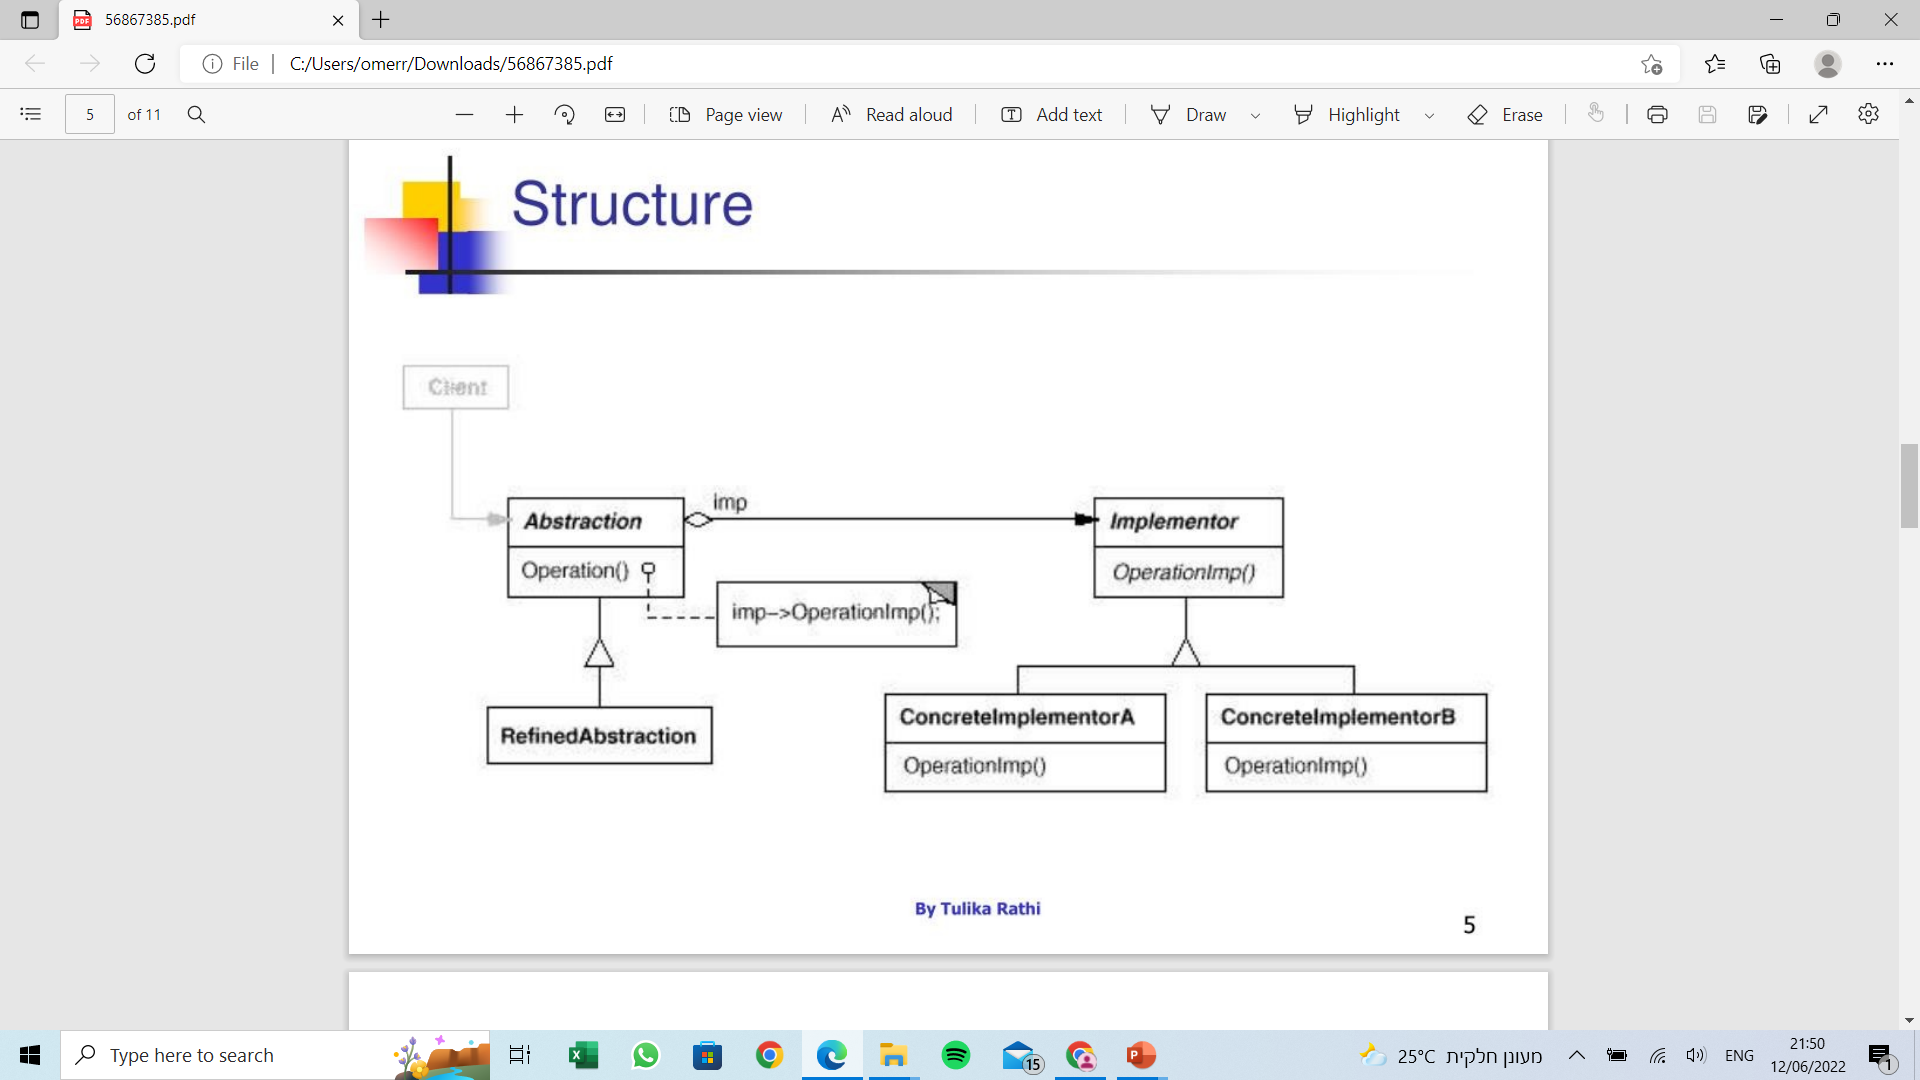 56867385.pdf
File
C:/Users/omerr/Downloads/56867385.pdf
5 of 11
Page view
Read aloud
Add text
Draw
Highlight
Erase
Structure
Client
Abstraction
imp
Implementor
Operation()
OperationImp()
imp->OperationImp();
RefinedAbstraction
ConcreteImplementorA
ConcreteImplementorB
OperationImp()
OperationImp()
By Tulika Rathi
5
Type here to search
15
25°C מעונן חלקית
ENG
21:50
12/06/2022
1